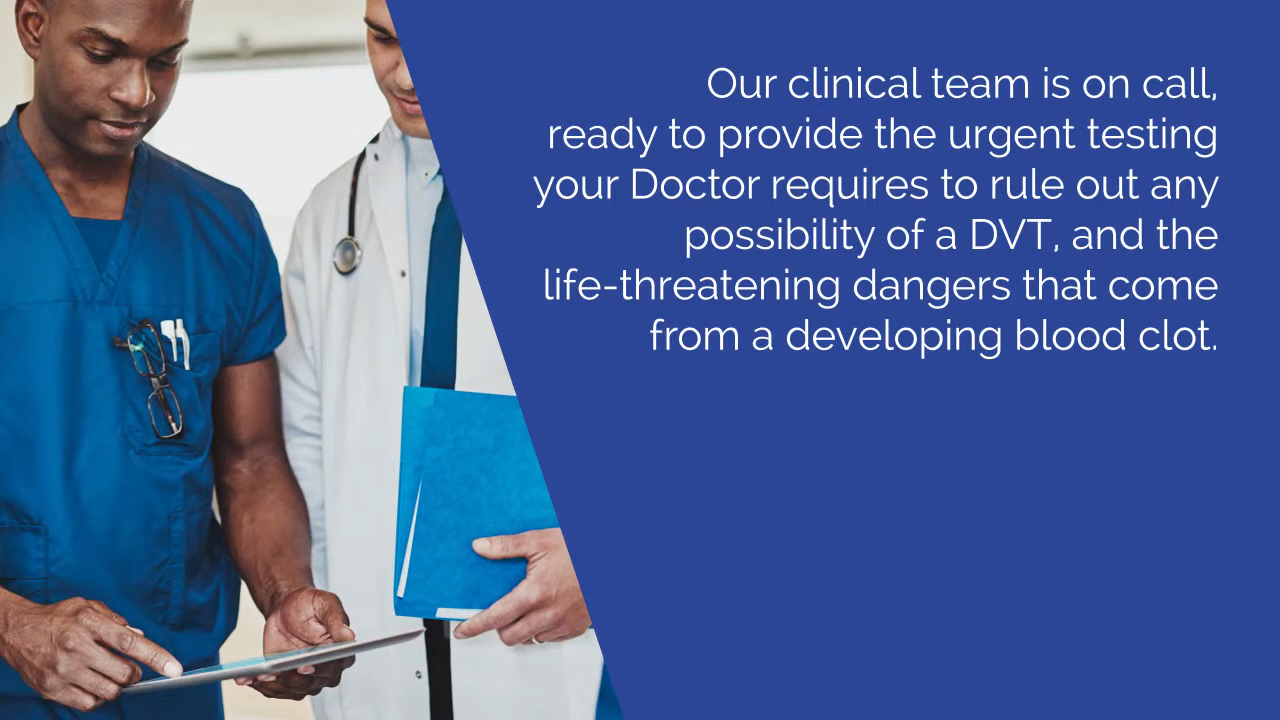 Our clinical team is on call,
ready to provide the urgent testing
your Doctor requires to rule out any
possibility of a DVT, and the
life-threatening dangers that come
from a developing blood clot.